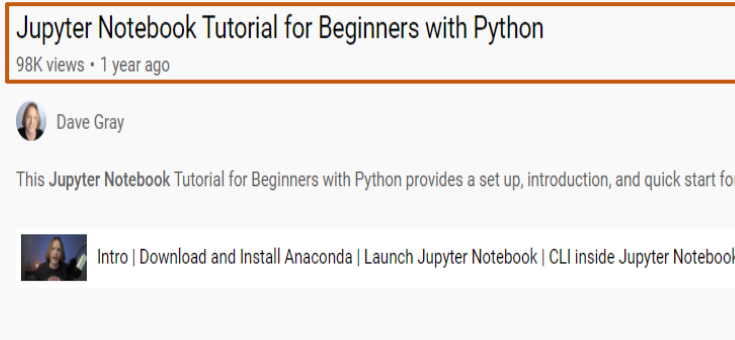 Jupyter Notebook Tutorial for Beginners with Python
98K views • 1 year ago
Dave Gray
This Jupyter Notebook Tutorial for Beginners with Python provides a set up, introduction, and quick start for
Intro | Download and Install Anaconda | Launch Jupyter Notebook | CLI inside Jupyter Notebook